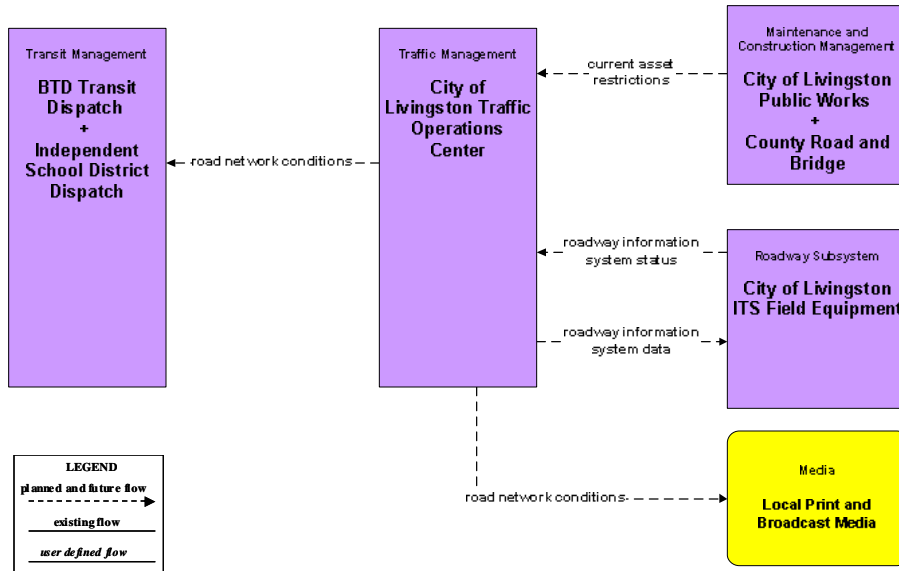 Transit Management
BTD Transit
Dispatch
+
Independent
School District
Dispatch
road network conditions
Traffic Management
City of
Livingston Traffic
Operations
Center
current asset
restrictions
Maintenance and
Construction Management
City of Livingston
Public Works
+
County Road and
Bridge
roadway information
system status
roadway information
system data
Roadway Subsystem
City of Livingston
ITS Field Equipment
road network conditions
Media
Local Print and
Broadcast Media
LEGEND
planned and future flow
existing flow
user defined flow